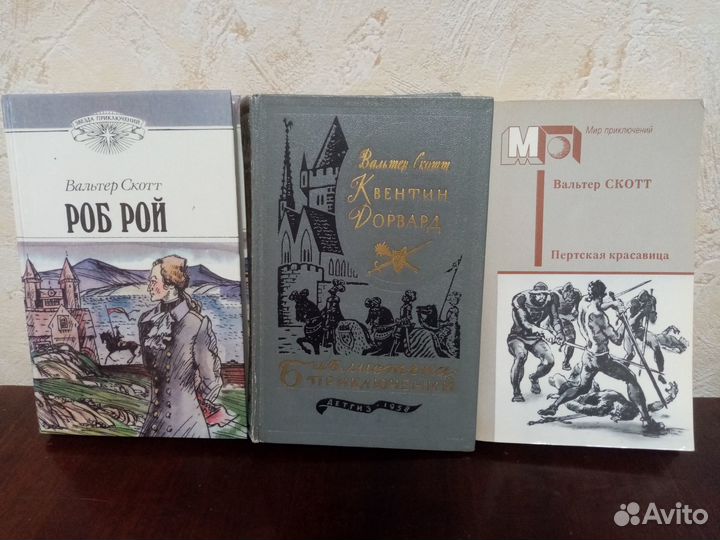 ЗВЕЗДА ПРИКЛЮЧЕНИЙ
Вальтер Скотт
РОБ РОЙ
Вальтер Скотт
Квентин
Дорвард
Библиотека
приключений
ДЕТГИЗ-1958
М
Мир приключений
Вальтер СКОТТ
Пертская красавица
Avito